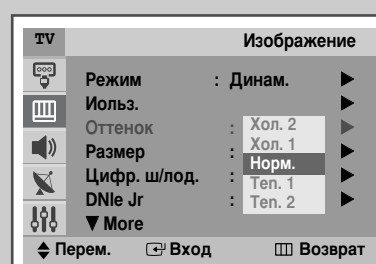 TV Изображение
Режим : Динам.
Иольз.
Оттенок : Хол. 2
Хол. 1
Размер : Норм.
Цифр. ш/под. : Теп. 1
DNIe Jr : Теп. 2
▼ More
Перем. Вход Возврат